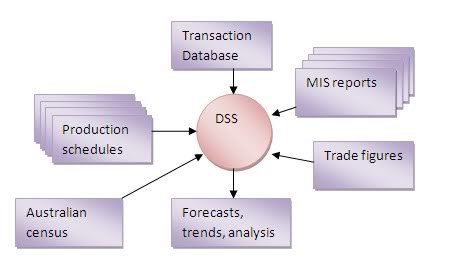 Transaction
Database
MIS reports
DSS
Production
schedules
Trade figures
Australian
census
Forecasts,
trends, analysis